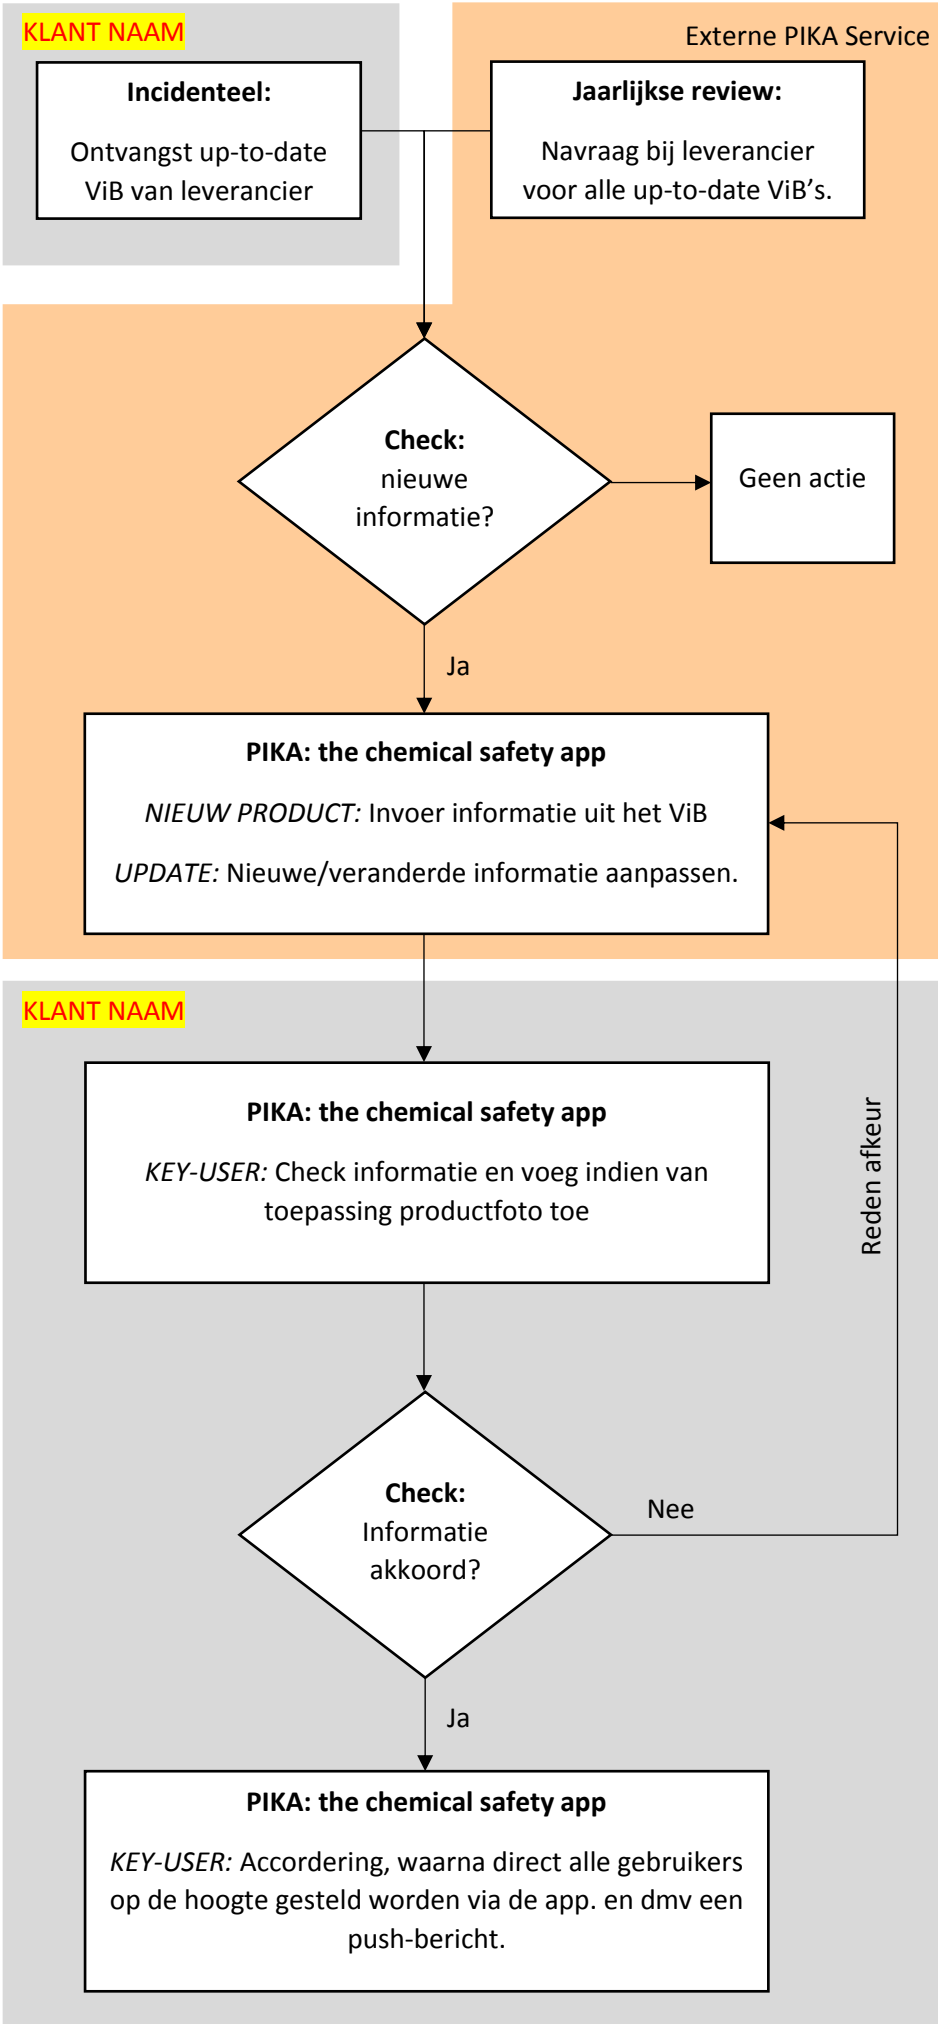 KLANT NAAM
Externe PIKA Service
Incidenteel:
Ontvangst up-to-date
ViB van leverancier
Jaarlijkse review:
Navraag bij leverancier
voor alle up-to-date ViB’s.
Check:
nieuwe
informatie?
Geen actie
Ja
PIKA: the chemical safety app
NIEUW PRODUCT: Invoer informatie uit het ViB
UPDATE: Nieuwe/veranderde informatie aanpassen.
KLANT NAAM
PIKA: the chemical safety app
KEY-USER: Check informatie en voeg indien van
toepassing productfoto toe
Reden afkeur
Check:
Informatie
akkoord?
Nee
Ja
PIKA: the chemical safety app
KEY-USER: Accordering, waarna direct alle gebruikers
op de hoogte gesteld worden via de app. en dmv een
push-bericht.